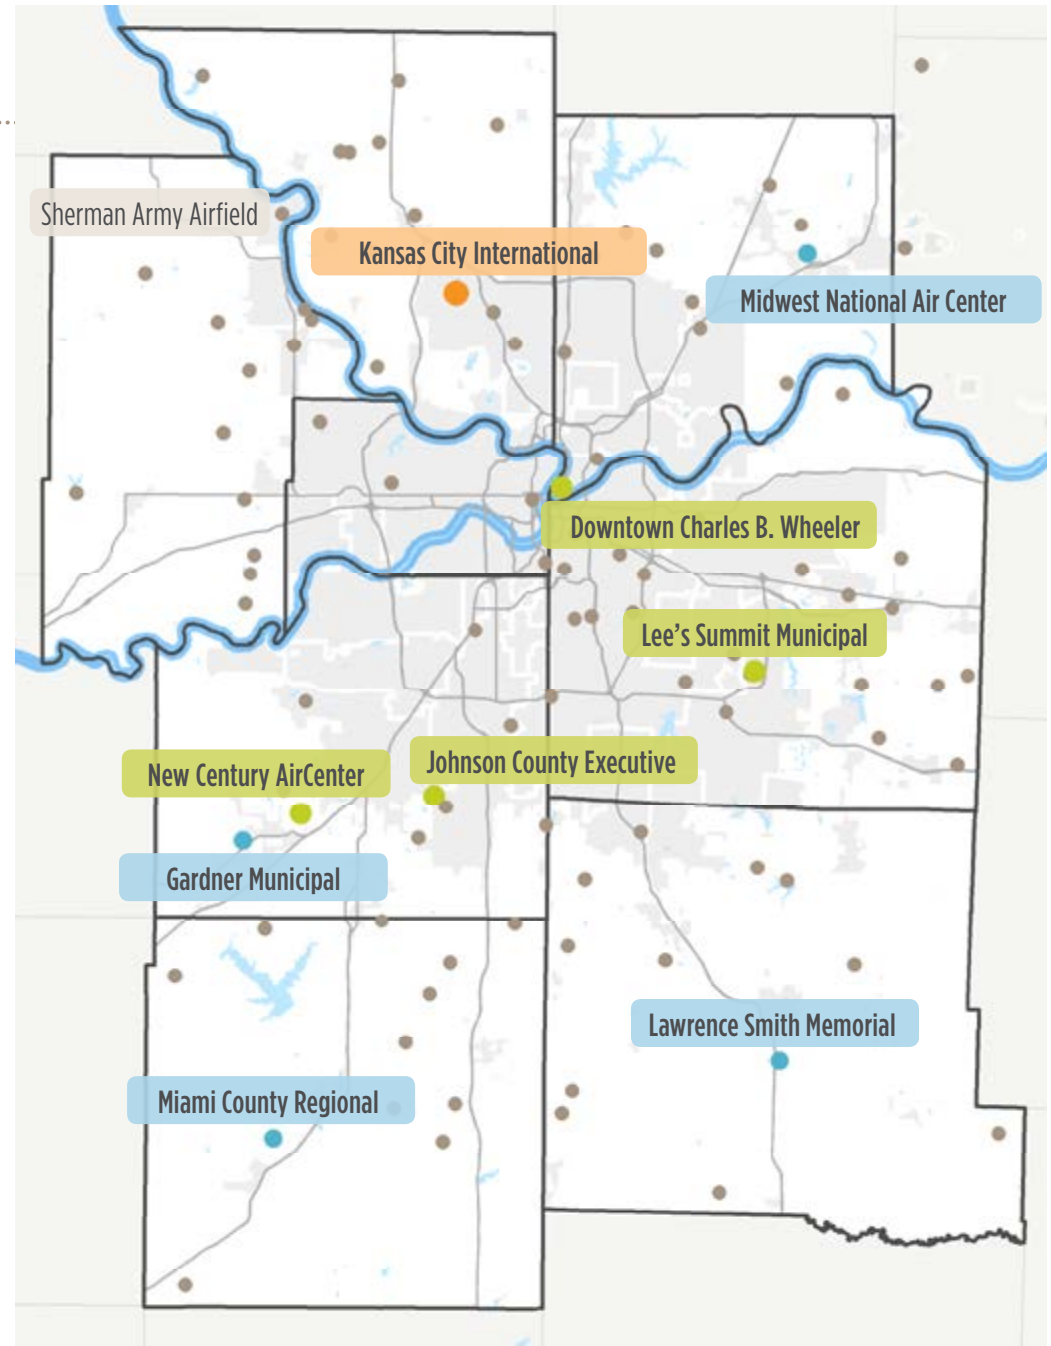 Sherman Army Airfield
Kansas City International
Midwest National Air Center
Downtown Charles B. Wheeler
Lee's Summit Municipal
Johnson County Executive
New Century AirCenter
Gardner Municipal
Lawrence Smith Memorial
Miami County Regional